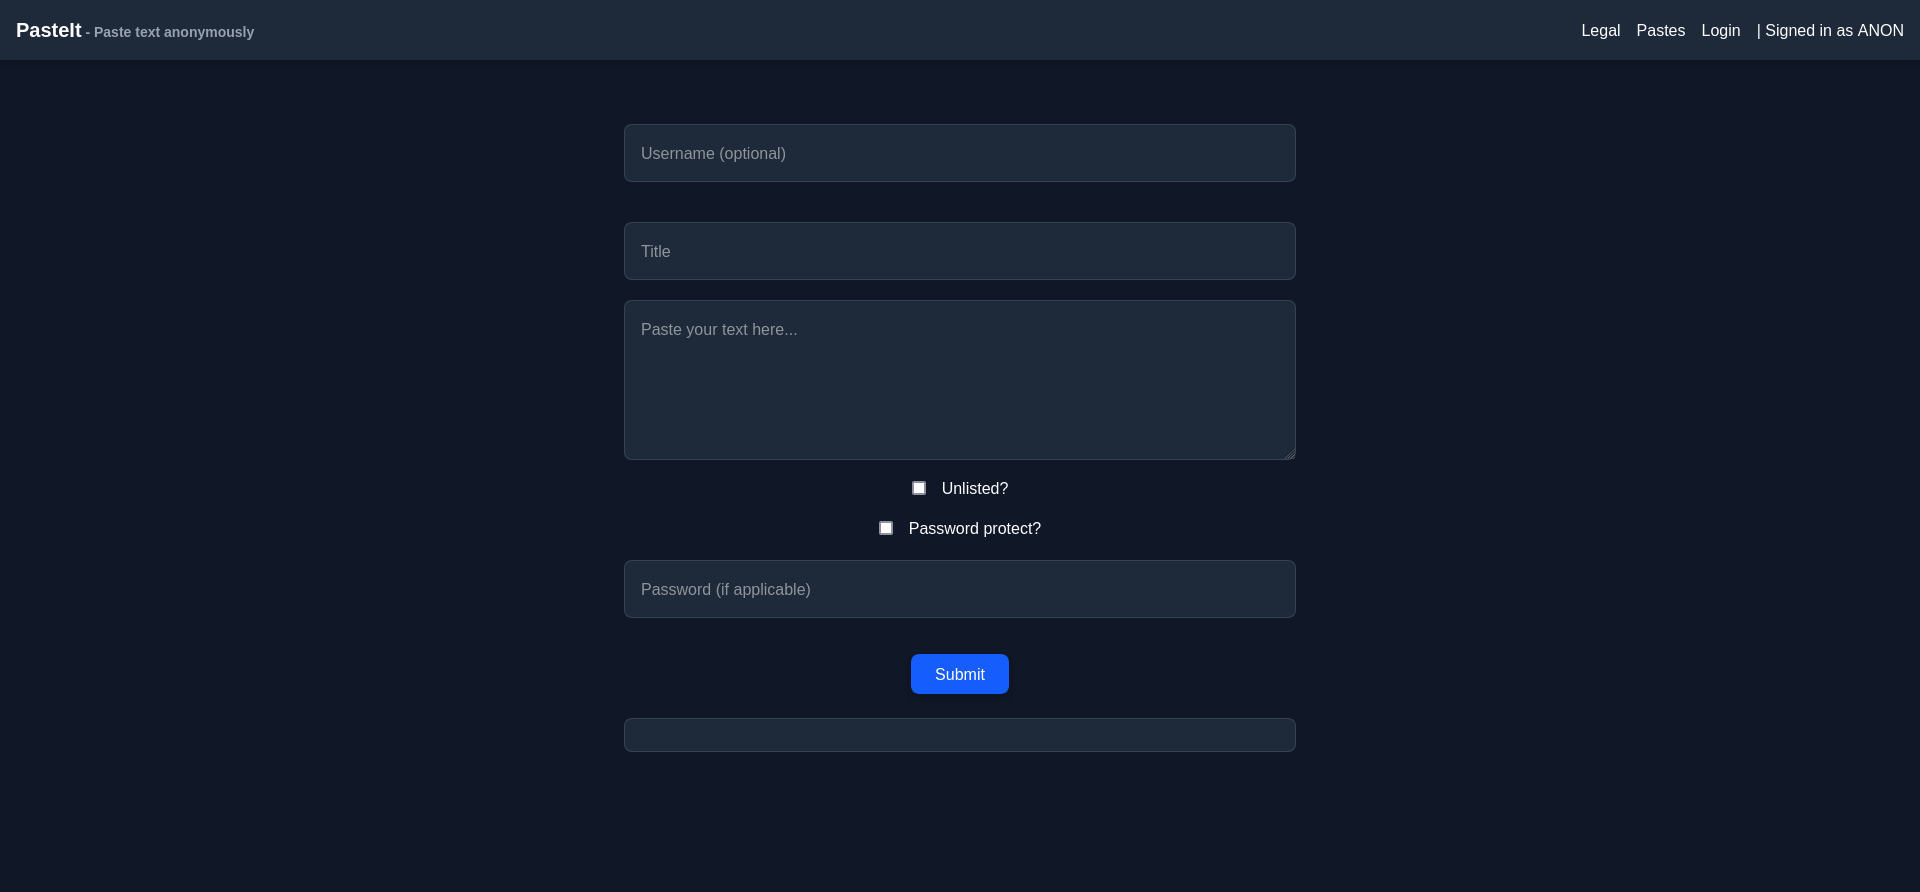 PasteIt - Paste text anonymously
Legal Pastes Login | Signed in as ANON
Username (optional)
Title
Paste your text here...
Unlisted?
Password protect?
Password (if applicable)
Submit